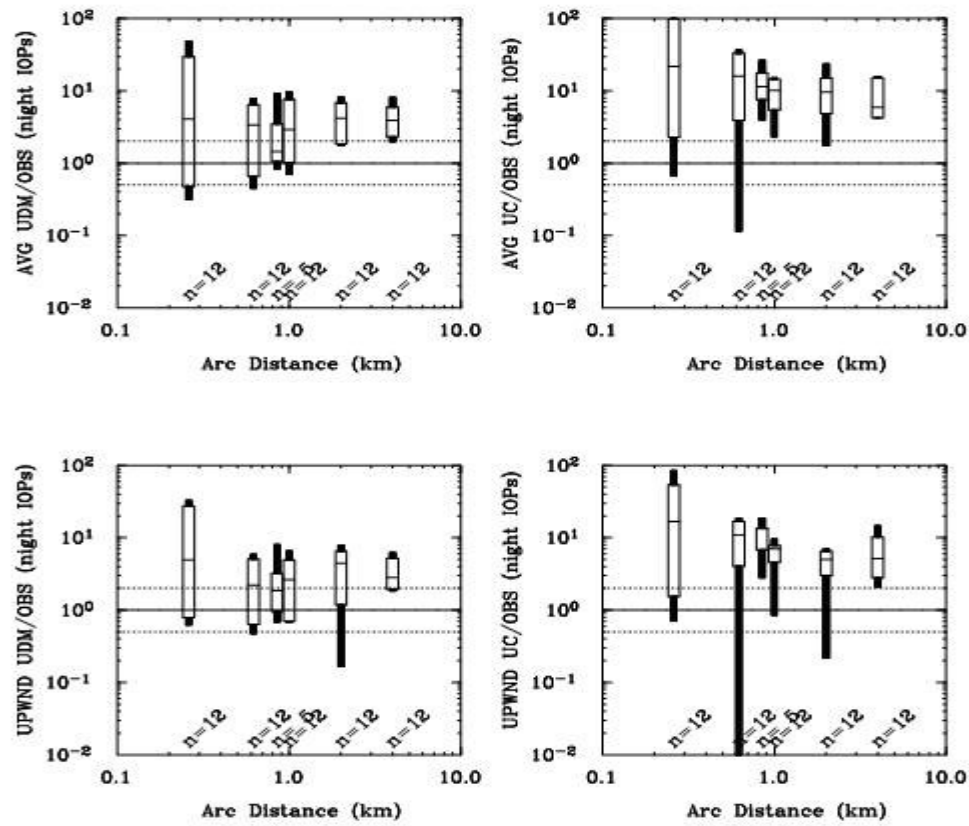 10²
10¹
10⁰
10⁻¹
10⁻²
AVG UDM/OBS (night IOPs)
n=12
n=12
n=5
n=12
n=12
n=12
0.1
1.0
10.0
Arc Distance (km)
10²
10¹
10⁰
10⁻¹
10⁻²
AVG UC/OBS (night IOPs)
n=12
n=12
n=5
n=12
n=12
n=12
0.1
1.0
10.0
Arc Distance (km)
10²
10¹
10⁰
10⁻¹
10⁻²
UPWND UDM/OBS (night IOPs)
n=12
n=12
n=5
n=12
n=12
n=12
0.1
1.0
10.0
Arc Distance (km)
10²
10¹
10⁰
10⁻¹
10⁻²
UPWND UC/OBS (night IOPs)
n=12
n=12
n=5
n=12
n=12
n=12
0.1
1.0
10.0
Arc Distance (km)